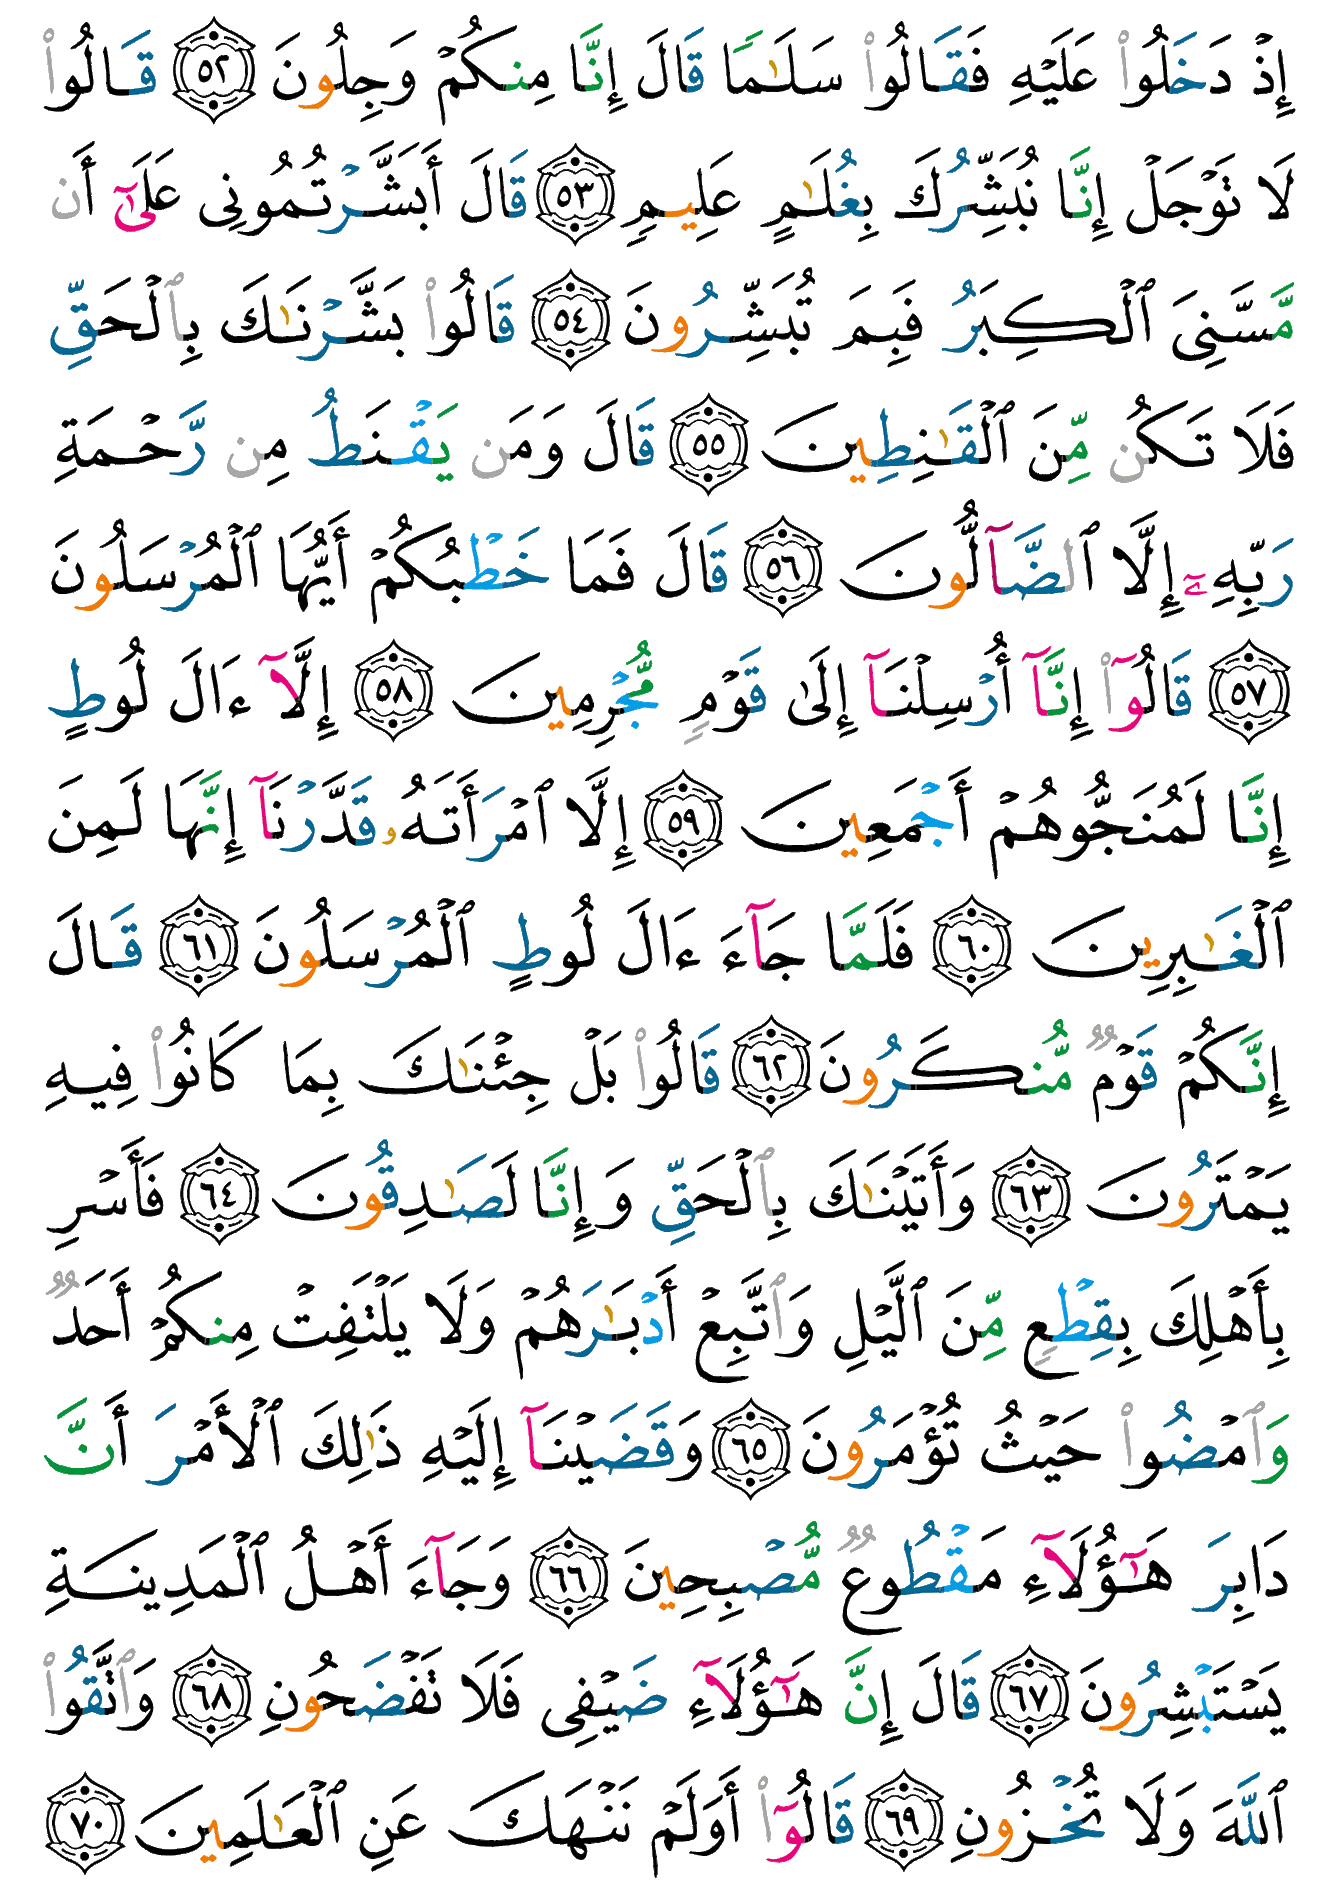 إِذۡ دَخَلُواْ عَلَيۡهِ فَقَالُواْ سَلَٰمٗا قَالَ إِنَّا مِنكُمۡ وَجِلُونَ ٥٢ قَالُواْ
لَا تَوۡجَلۡ إِنَّا نُبَشِّرُكَ بِغُلَٰمٍ عَلِيمٖ ٥٣ قَالَ أَبَشَّرۡتُمُونِي عَلَىٰٓ أَن
مَّسَّنِيَ ٱلۡكِبَرُ فَبِمَ تُبَشِّرُونَ ٥٤ قَالُواْ بَشَّرۡنَٰكَ بِٱلۡحَقِّ
فَلَا تَكُن مِّنَ ٱلۡقَٰنِطِينَ ٥٥ قَالَ وَمَن يَقۡنَطُ مِن رَّحۡمَةِ
رَبِّهِۦٓ إِلَّا ٱلضَّآلُّونَ ٥٦ قَالَ فَمَا خَطۡبُكُمۡ أَيُّهَا ٱلۡمُرۡسَلُونَ
٥٧ قَالُوٓاْ إِنَّآ أُرۡسِلۡنَآ إِلَىٰ قَوۡمٖ مُّجۡرِمِينَ ٥٨ إِلَّآ ءَالَ لُوطٍ
إِنَّا لَمُنَجُّوهُمۡ أَجۡمَعِينَ ٥٩ إِلَّا ٱمۡرَأَتَهُۥ قَدَّرۡنَآ إِنَّهَا لَمِنَ
ٱلۡغَٰبِرِينَ ٦٠ فَلَمَّا جَآءَ ءَالَ لُوطٍ ٱلۡمُرۡسَلُونَ ٦١ قَالَ
إِنَّكُمۡ قَوۡمٞ مُّنكَرُونَ ٦٢ قَالُواْ بَلۡ جِئۡنَٰكَ بِمَا كَانُواْ فِيهِ
يَمۡتَرُونَ ٦٣ وَأَتَيۡنَٰكَ بِٱلۡحَقِّ وَإِنَّا لَصَٰدِقُونَ ٦٤ فَأَسۡرِ
بِأَهۡلِكَ بِقِطۡعٖ مِّنَ ٱلَّيۡلِ وَٱتَّبِعۡ أَدۡبَٰرَهُمۡ وَلَا يَلۡتَفِتۡ مِنكُمۡ أَحَدٞ
وَٱمۡضُواْ حَيۡثُ تُؤۡمَرُونَ ٦٥ وَقَضَيۡنَآ إِلَيۡهِ ذَٰلِكَ ٱلۡأَمۡرَ أَنَّ
دَابِرَ هَٰٓؤُلَآءِ مَقۡطُوعٞ مُّصۡبِحِينَ ٦٦ وَجَآءَ أَهۡلُ ٱلۡمَدِينَةِ
يَسۡتَبۡشِرُونَ ٦٧ قَالَ إِنَّ هَٰٓؤُلَآءِ ضَيۡفِي فَلَا تَفۡضَحُونِ ٦٨ وَٱتَّقُواْ
ٱللَّهَ وَلَا تُخۡزُونِ ٦٩ قَالُوٓاْ أَوَلَمۡ نَنۡهَكَ عَنِ ٱلۡعَٰلَمِينَ ٧٠